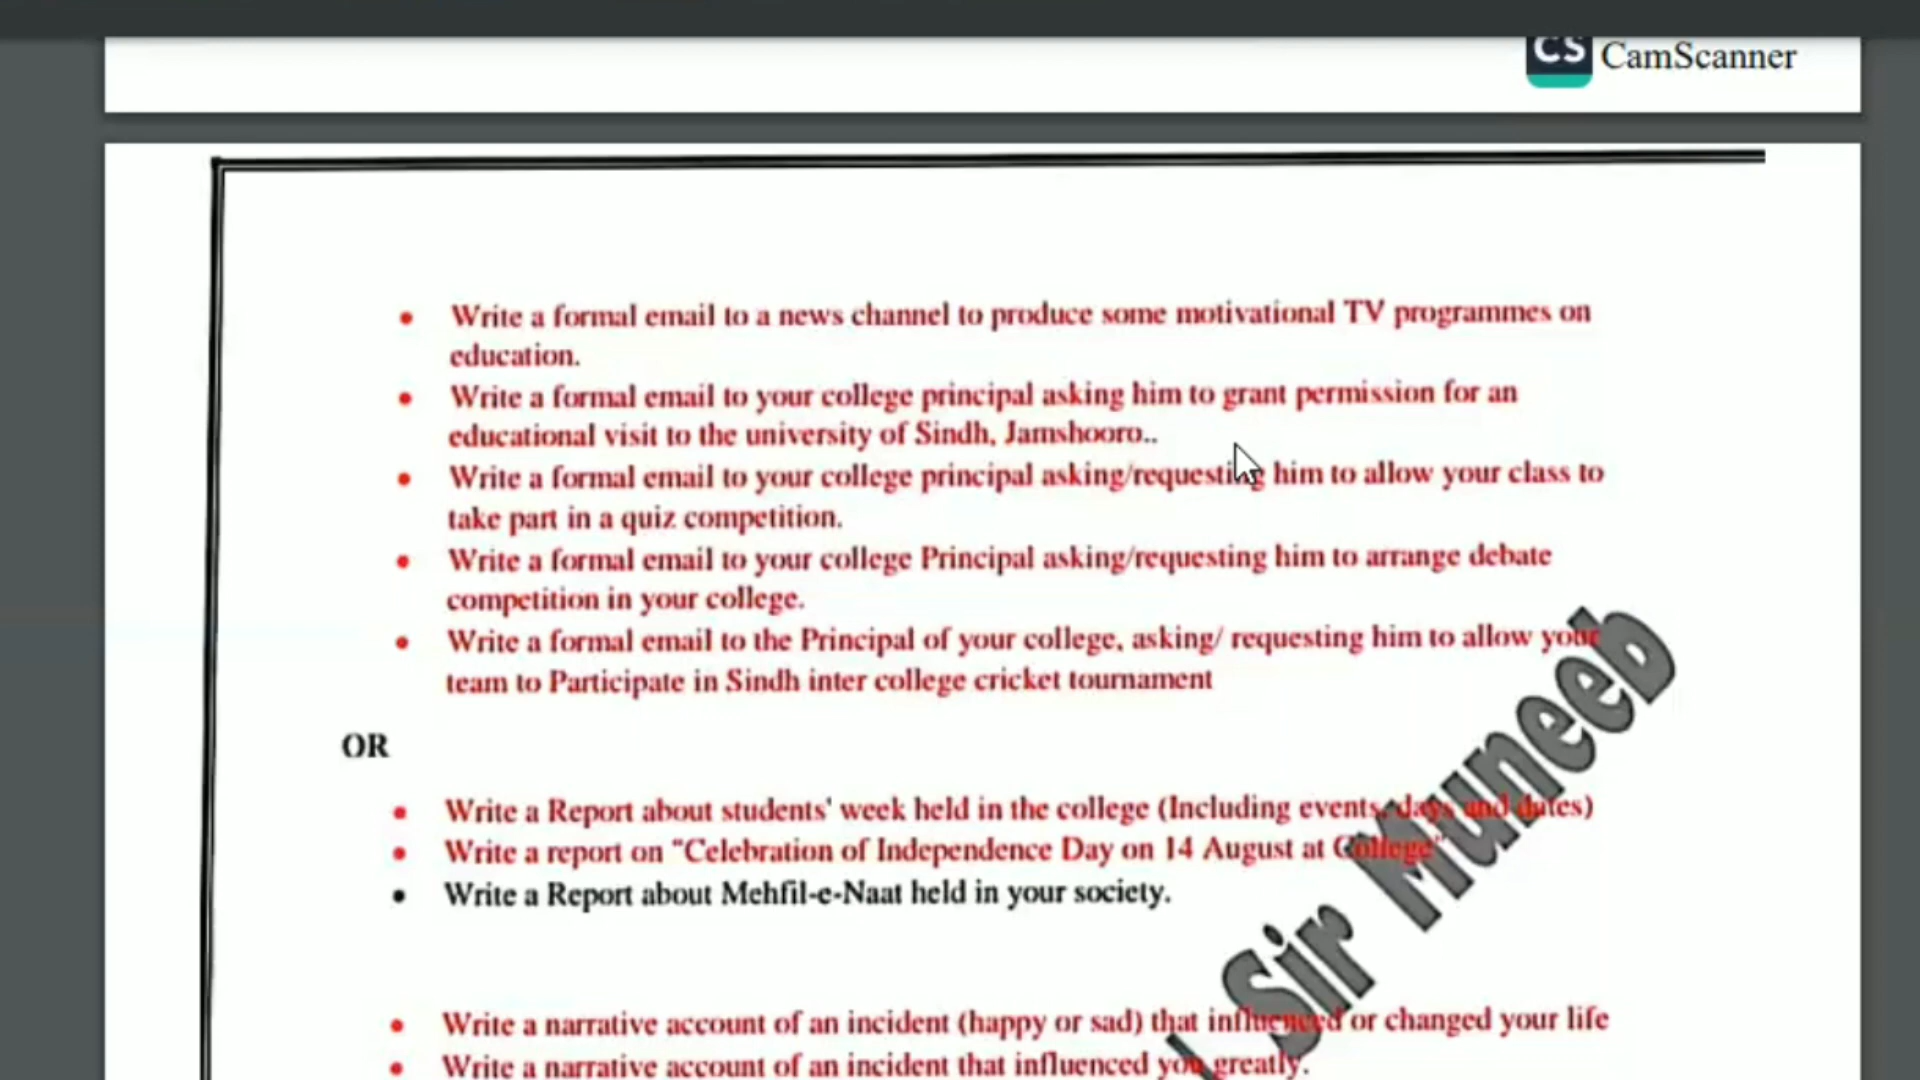 CS CamScanner
• Write a formal email to a news channel to produce some motivational TV programmes on
education.
• Write a formal email to your college principal asking him to grant permission for an
educational visit to the university of Sindh, Jamshooro..
• Write a formal email to your college principal asking/requesting him to allow your class to
take part in a quiz competition.
• Write a formal email to your college Principal asking/requesting him to arrange debate
competition in your college.
• Write a formal email to the Principal of your college, asking/ requesting him to allow your
team to Participate in Sindh inter college cricket tournament
OR
• Write a Report about students' week held in the college (Including events, days and dates)
• Write a report on "Celebration of Independence Day on 14 August at College"
• Write a Report about Mehfil-e-Naat held in your society.
• Write a narrative account of an incident (happy or sad) that influenced or changed your life
• Write a narrative account of an incident that influenced you greatly.
Sir Muneeb